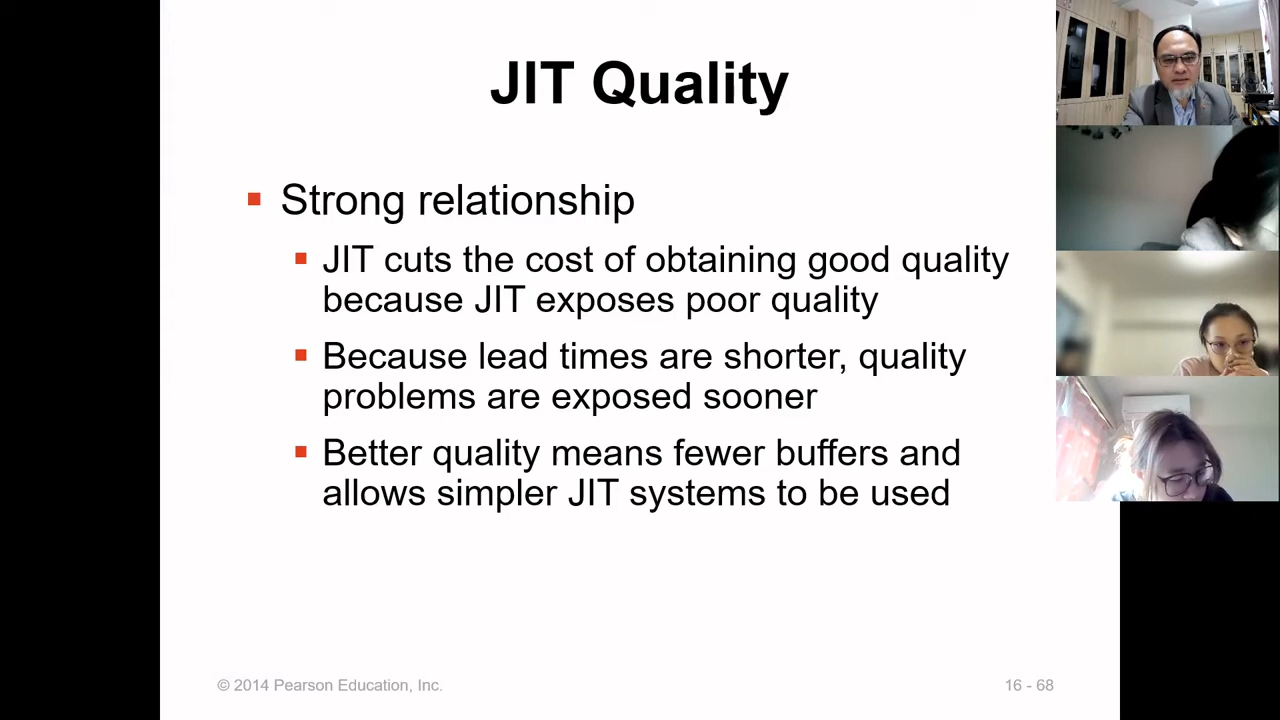 JIT Quality
Strong relationship
JIT cuts the cost of obtaining good quality
because JIT exposes poor quality
Because lead times are shorter, quality
problems are exposed sooner
Better quality means fewer buffers and
allows simpler JIT systems to be used
© 2014 Pearson Education, Inc.
16 - 68